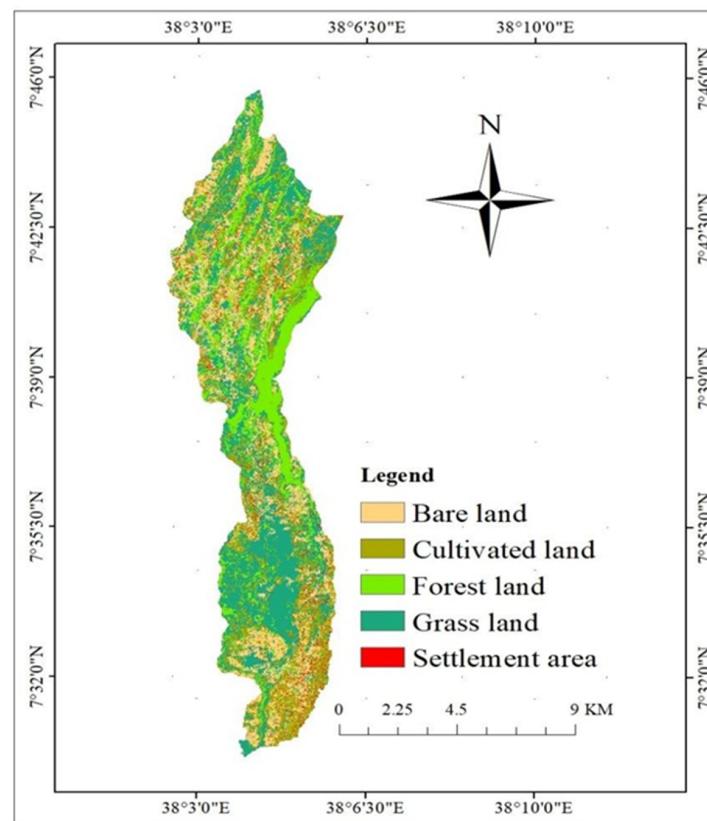 38°3'0"E 38°6'30"E 38°10'0"E
7°46'0"N 7°46'0"N
N
7°42'30"N 7°42'30"N
7°39'0"N 7°39'0"N
Legend
Bare land
7°35'30"N 7°35'30"N
Cultivated land
Forest land
Grass land
Settlement area
7°32'0"N 7°32'0"N
0 2.25 4.5 9 KM
38°3'0"E 38°6'30"E 38°10'0"E